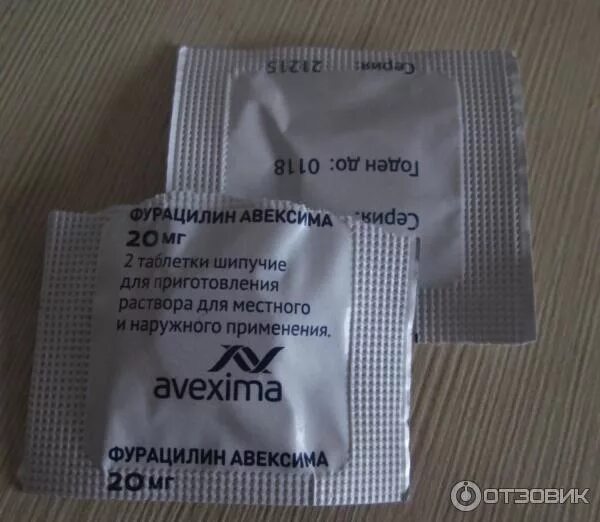 Серия: 21215
Годен до: 0118
Серия:
ФУРАЦИЛИН АВЕКСИМА
20 мг
2 таблетки шипучие
для приготовления
раствора для местного
и наружного применения.
avexima
ФУРАЦИЛИН АВЕКСИМА
20 мг
ОТЗОВИК